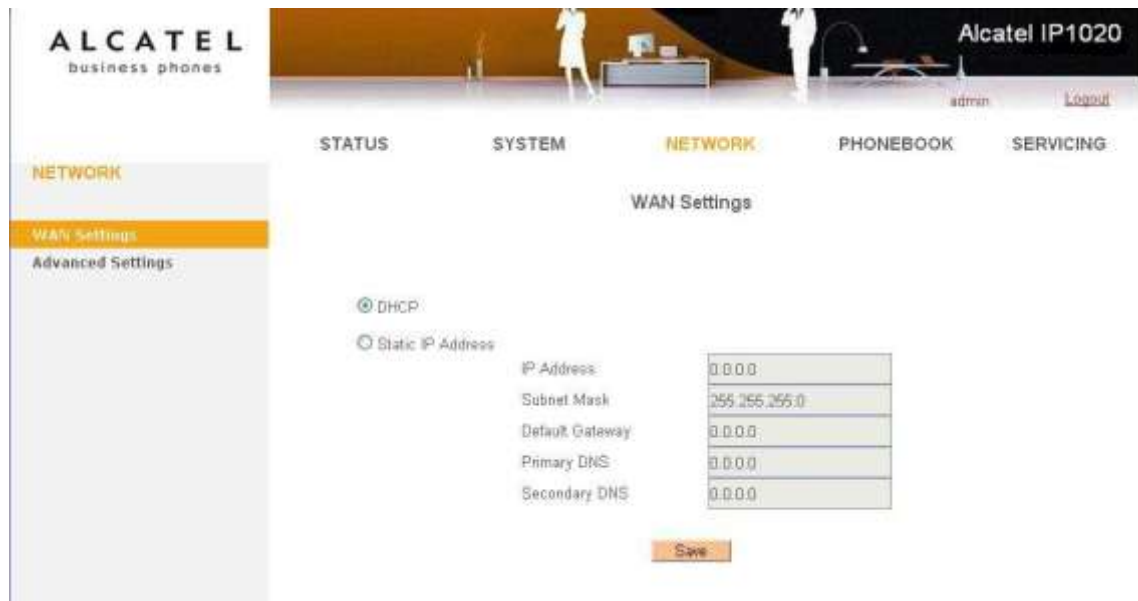 ALCATEL
business phones
Alcatel IP1020
admin Logout
STATUS SYSTEM NETWORK PHONEBOOK SERVICING
NETWORK
WAN Settings
WAN Settings
Advanced Settings
DHCP
Static IP Address
IP Address 0.0.0.0
Subnet Mask 255.255.255.0
Default Gateway 0.0.0.0
Primary DNS 0.0.0.0
Secondary DNS 0.0.0.0
Save